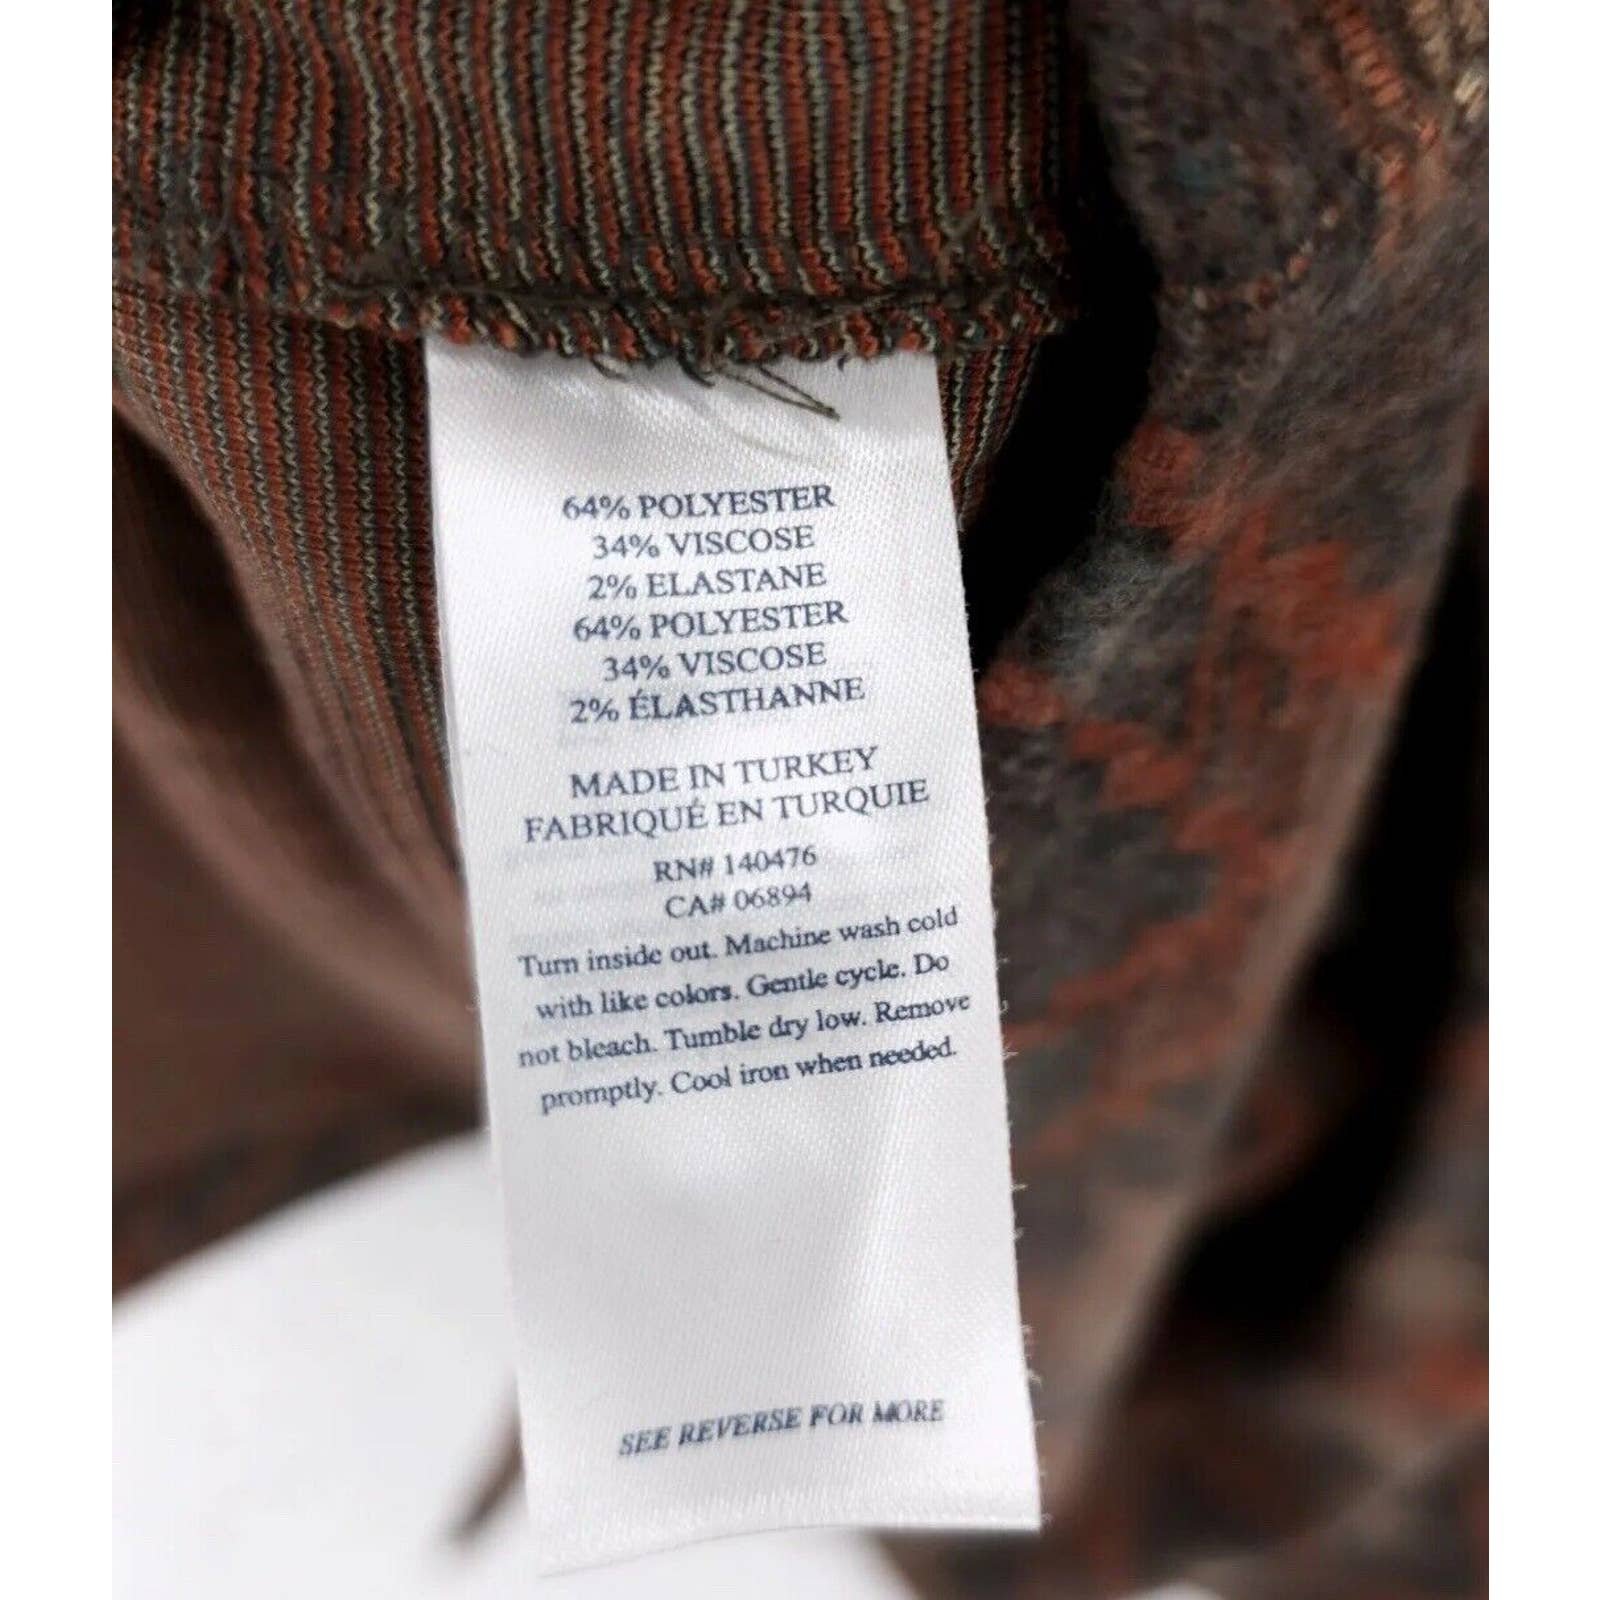 64% POLYESTER
34% VISCOSE
2% ELASTANE
64% POLYESTER
34% VISCOSE
2% ÉLASTHANNE
MADE IN TURKEY
FABRIQUÉ EN TURQUIE
RN# 140476
CA# 06894
Turn inside out. Machine wash cold
with like colors. Gentle cycle. Do
not bleach. Tumble dry low. Remove
promptly. Cool iron when needed.
SEE REVERSE FOR MORE